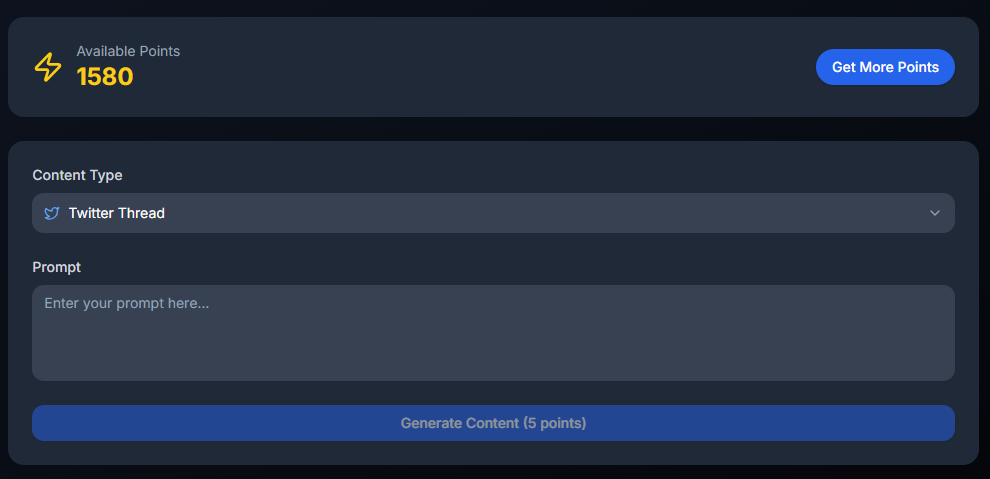 Available Points
1580
Get More Points
Content Type
Twitter Thread
Prompt
Enter your prompt here...
Generate Content (5 points)